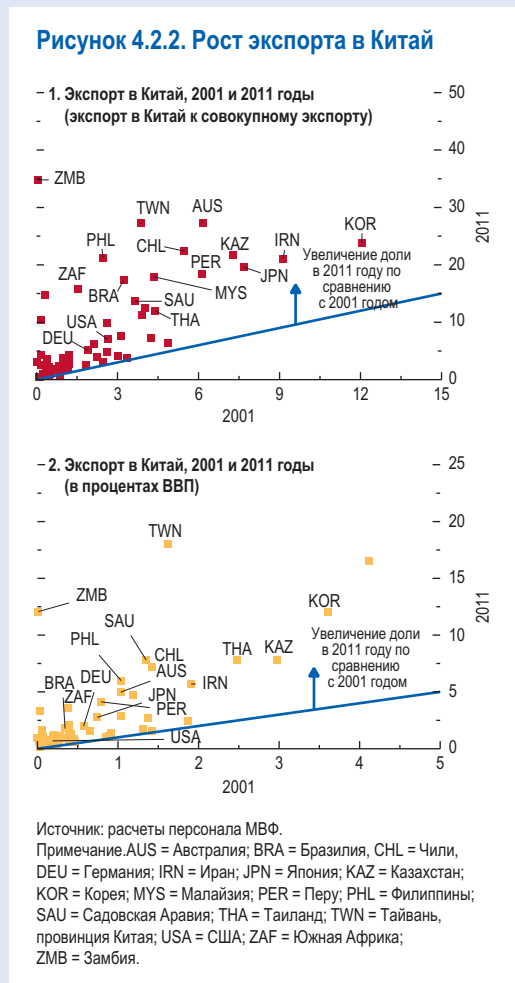 Рисунок 4.2.2. Рост экспорта в Китай
1. Экспорт в Китай, 2001 и 2011 годы
(экспорт в Китай к совокупному экспорту)
50
40
30
20
10
0
2011
ZMB
TWN
AUS
KOR
PHL
CHL
KAZ
IRN
PER
JPN
ZAF
BRA
MYS
SAU
THA
USA
DEU
Увеличение доли
в 2011 году по
сравнению
с 2001 годом
0 3 6 9 12 15
2001
2. Экспорт в Китай, 2001 и 2011 годы
(в процентах ВВП)
25
20
15
10
5
0
2011
TWN
ZMB
KOR
SAU
PHL
CHL
THA
KAZ
AUS
IRN
BRA
DEU
JPN
ZAF
PER
USA
Увеличение доли
в 2011 году по
сравнению
с 2001 годом
0 1 2 3 4 5
2001
Источник: расчеты персонала МВФ.
Примечание.AUS = Австралия; BRA = Бразилия, CHL = Чили,
DEU = Германия; IRN = Иран; JPN = Япония; KAZ = Казахстан;
KOR = Корея; MYS = Малайзия; PER = Перу; PHL = Филиппины;
SAU = Садовская Аравия; THA = Таиланд; TWN = Тайвань,
провинция Китая; USA = США; ZAF = Южная Африка;
ZMB = Замбия.